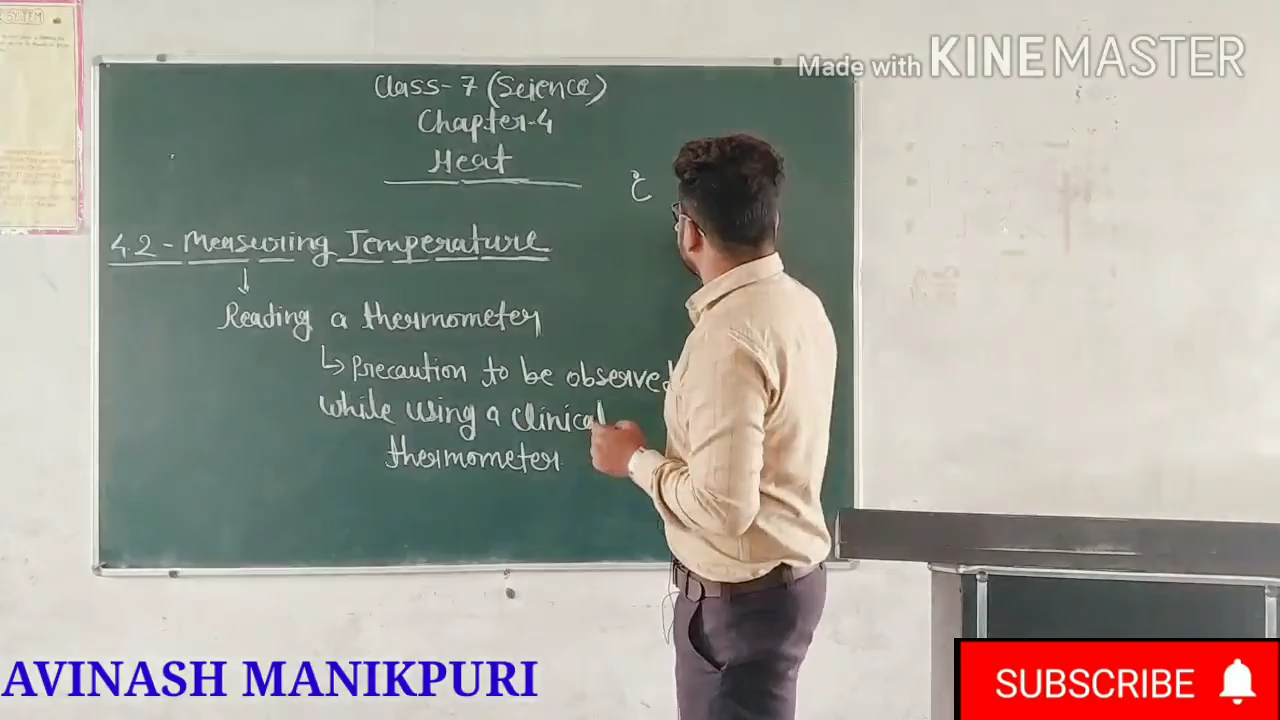 Made with KINEMASTER
Class-7 (Science)
Chapter-4
Heat
°C
4.2 - Measuring Temperature
↓
Reading a thermometer
↳ Precaution to be observed
while using a clinical
thermometer
AVINASH MANIKPURI
SUBSCRIBE